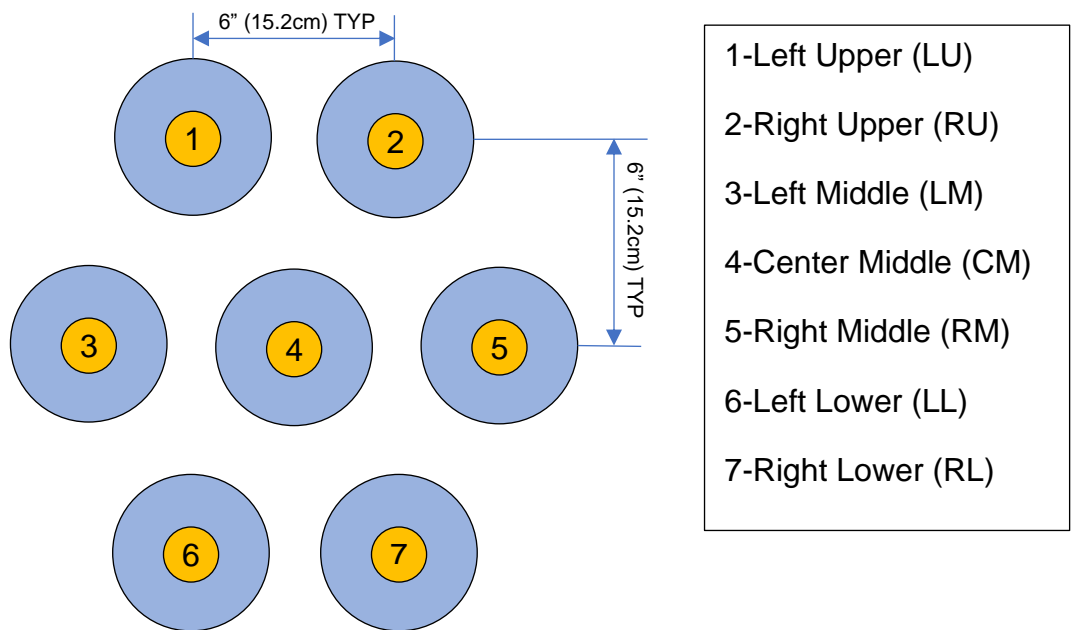 6” (15.2cm) TYP
1
2
6” (15.2cm) TYP
3
4
5
6
7
1-Left Upper (LU)
2-Right Upper (RU)
3-Left Middle (LM)
4-Center Middle (CM)
5-Right Middle (RM)
6-Left Lower (LL)
7-Right Lower (RL)